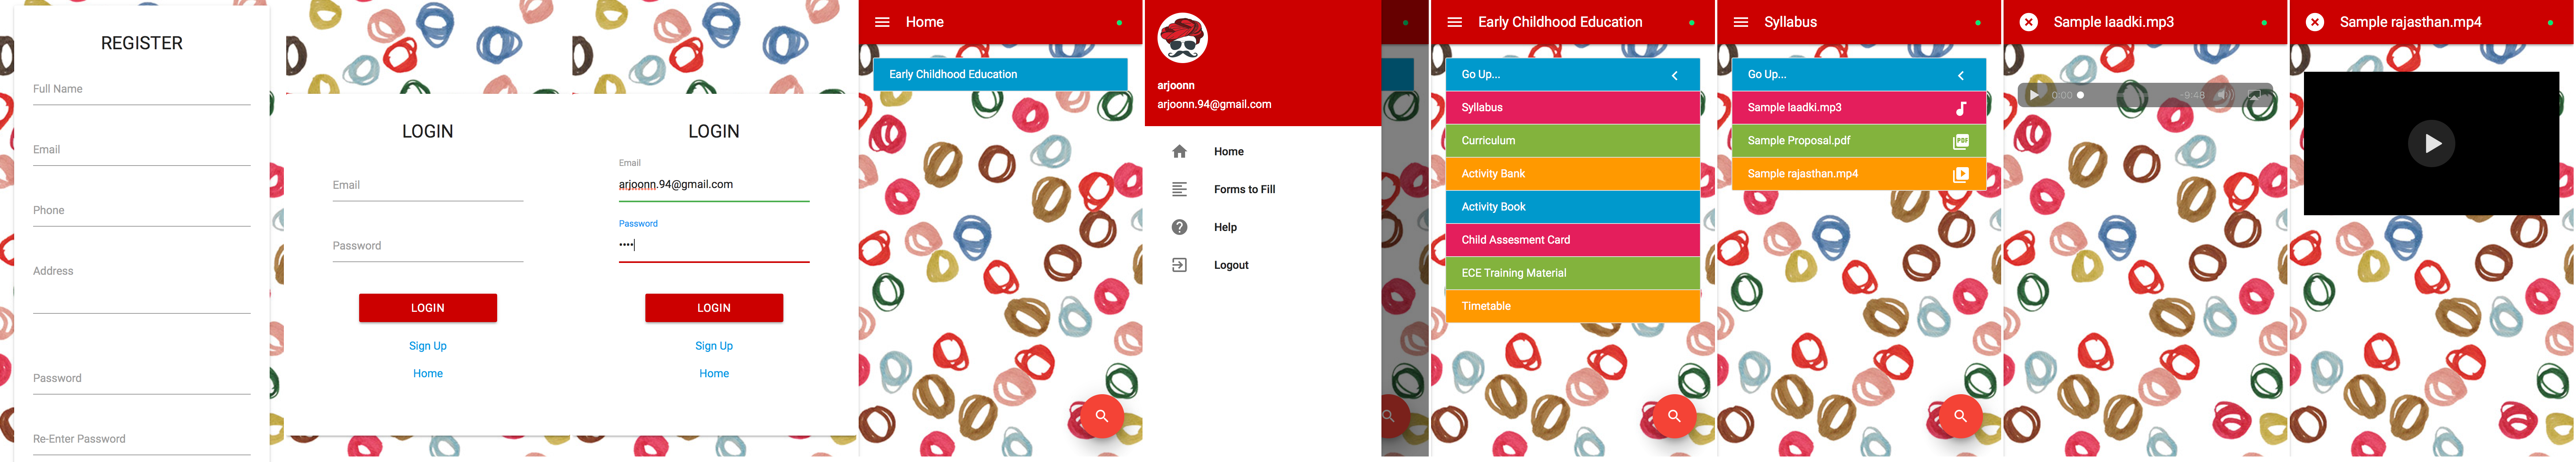 REGISTER
Full Name
Email
Phone
Address
Password
Re-Enter Password
LOGIN
Email
Password
LOGIN
Sign Up
Home
LOGIN
Email
arjoonn.94@gmail.com
Password
••••
LOGIN
Sign Up
Home
Home
Early Childhood Education
arjoonn
arjoonn.94@gmail.com
Home
Forms to Fill
Help
Logout
Early Childhood Education
Go Up...
Syllabus
Curriculum
Activity Bank
Activity Book
Child Assesment Card
ECE Training Material
Timetable
Syllabus
Go Up...
Sample laadki.mp3
Sample Proposal.pdf
PDF
Sample rajasthan.mp4
Sample laadki.mp3
0:00
-9:48
Sample rajasthan.mp4